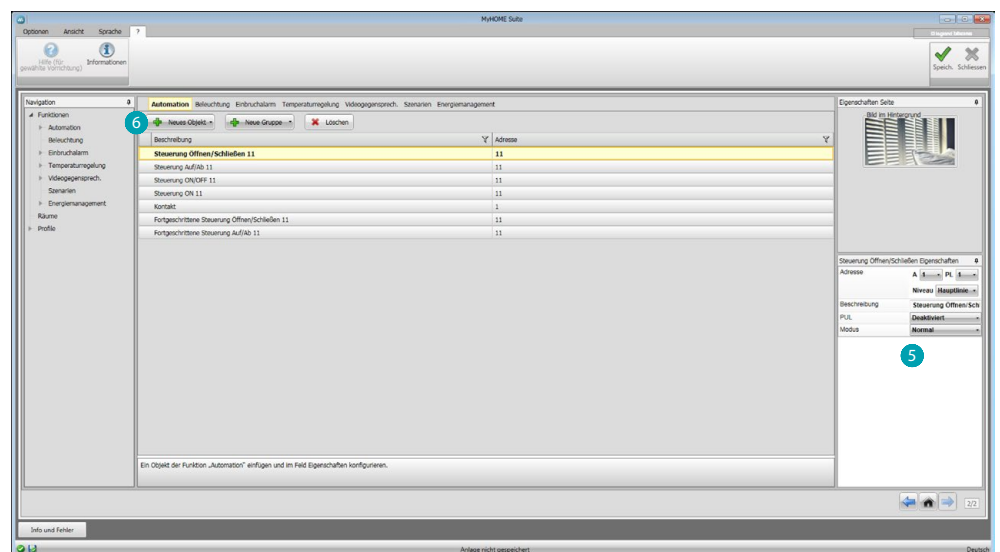 MyHOME Suite
Optionen Ansicht Sprache ?
Hilfe (für gewählte Vorrichtung)
Informationen
Speich. Schliessen
Navigation
Funktionen
Automation
Beleuchtung
Einbruchalarm
Temperaturregelung
Videogegensprech.
Szenarien
Energiemanagement
Räume
Profile
Automation Beleuchtung Einbruchalarm Temperaturregelung Videogegensprech. Szenarien Energiemanagement
6 Neues Objekt Neue Gruppe Löschen
Beschreibung Adresse
Steuerung Öffnen/Schließen 11 11
Steuerung Auf/Ab 11 11
Steuerung ON/OFF 11 11
Steuerung ON 11 11
Kontakt 1
Fortgeschrittene Steuerung Öffnen/Schließen 11 11
Fortgeschrittene Steuerung Auf/Ab 11 11
Ein Objekt der Funktion „Automation" einfügen und im Feld Eigenschaften konfigurieren.
Eigenschaften Seite
Bild im Hintergrund
Steuerung Öffnen/Schließen Eigenschaften
Adresse A 1 PL 1
Niveau Hauptlinie
Beschreibung Steuerung Öffnen/Sch
PUL Deaktiviert
Modus Normal
5
2/2
Info und Fehler
Anlage nicht gespeichert
Deutsch